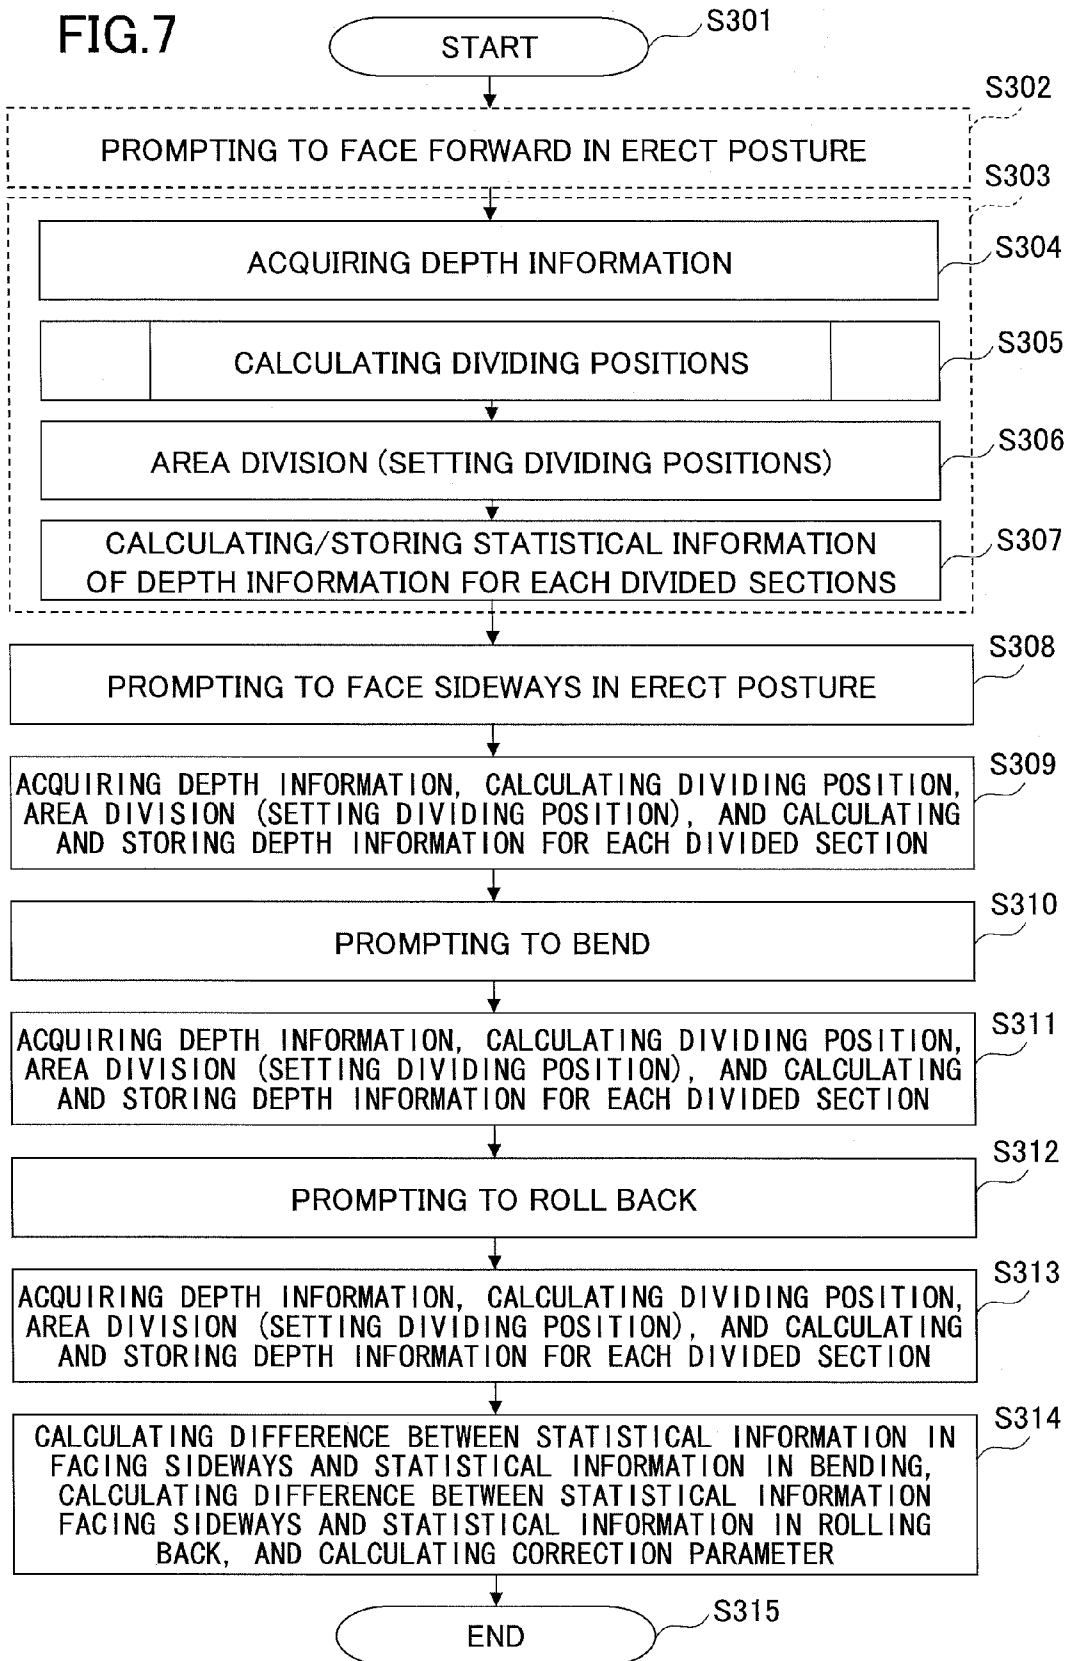 FIG.7
START
S301
S302
PROMPTING TO FACE FORWARD IN ERECT POSTURE
S303
ACQUIRING DEPTH INFORMATION
S304
CALCULATING DIVIDING POSITIONS
S305
AREA DIVISION (SETTING DIVIDING POSITIONS)
S306
CALCULATING/STORING STATISTICAL INFORMATION
OF DEPTH INFORMATION FOR EACH DIVIDED SECTIONS
S307
S308
PROMPTING TO FACE SIDEWAYS IN ERECT POSTURE
S309
ACQUIRING DEPTH INFORMATION, CALCULATING DIVIDING POSITION,
AREA DIVISION (SETTING DIVIDING POSITION), AND CALCULATING
AND STORING DEPTH INFORMATION FOR EACH DIVIDED SECTION
S310
PROMPTING TO BEND
S311
ACQUIRING DEPTH INFORMATION, CALCULATING DIVIDING POSITION,
AREA DIVISION (SETTING DIVIDING POSITION), AND CALCULATING
AND STORING DEPTH INFORMATION FOR EACH DIVIDED SECTION
S312
PROMPTING TO ROLL BACK
S313
ACQUIRING DEPTH INFORMATION, CALCULATING DIVIDING POSITION,
AREA DIVISION (SETTING DIVIDING POSITION), AND CALCULATING
AND STORING DEPTH INFORMATION FOR EACH DIVIDED SECTION
S314
CALCULATING DIFFERENCE BETWEEN STATISTICAL INFORMATION IN
FACING SIDEWAYS AND STATISTICAL INFORMATION IN BENDING,
CALCULATING DIFFERENCE BETWEEN STATISTICAL INFORMATION
FACING SIDEWAYS AND STATISTICAL INFORMATION IN ROLLING
BACK, AND CALCULATING CORRECTION PARAMETER
END
S315